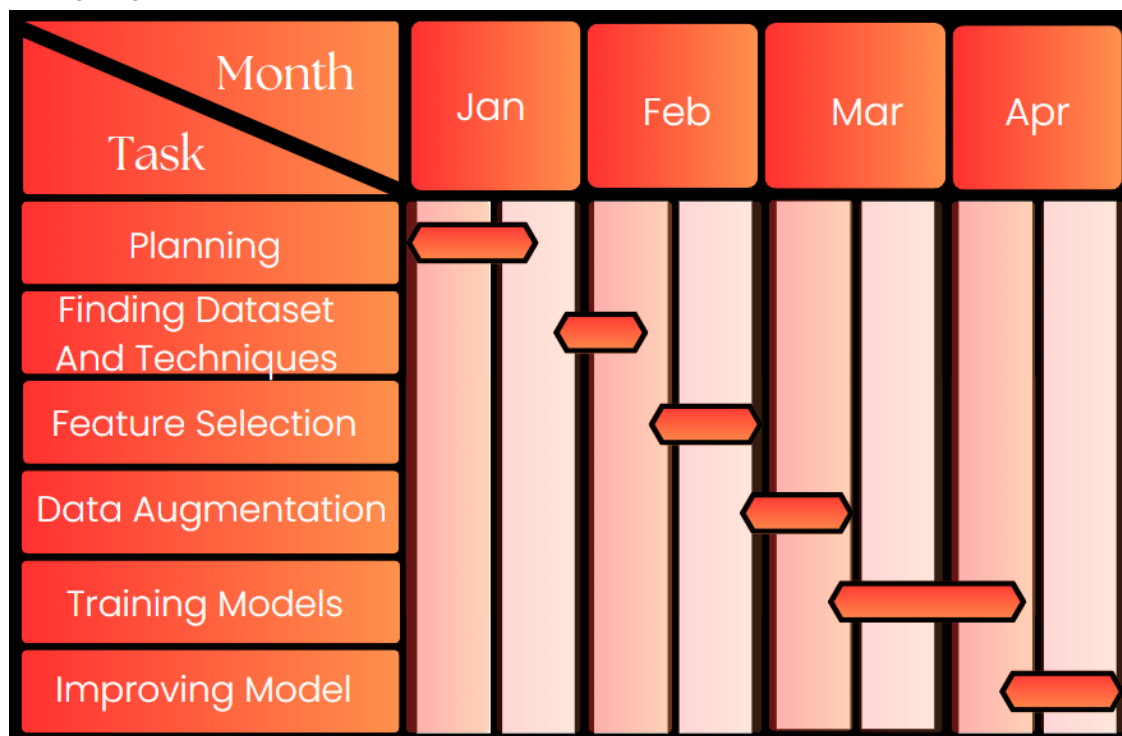 Month
Task
Jan
Feb
Mar
Apr
Planning
Finding Dataset
And Techniques
Feature Selection
Data Augmentation
Training Models
Improving Model